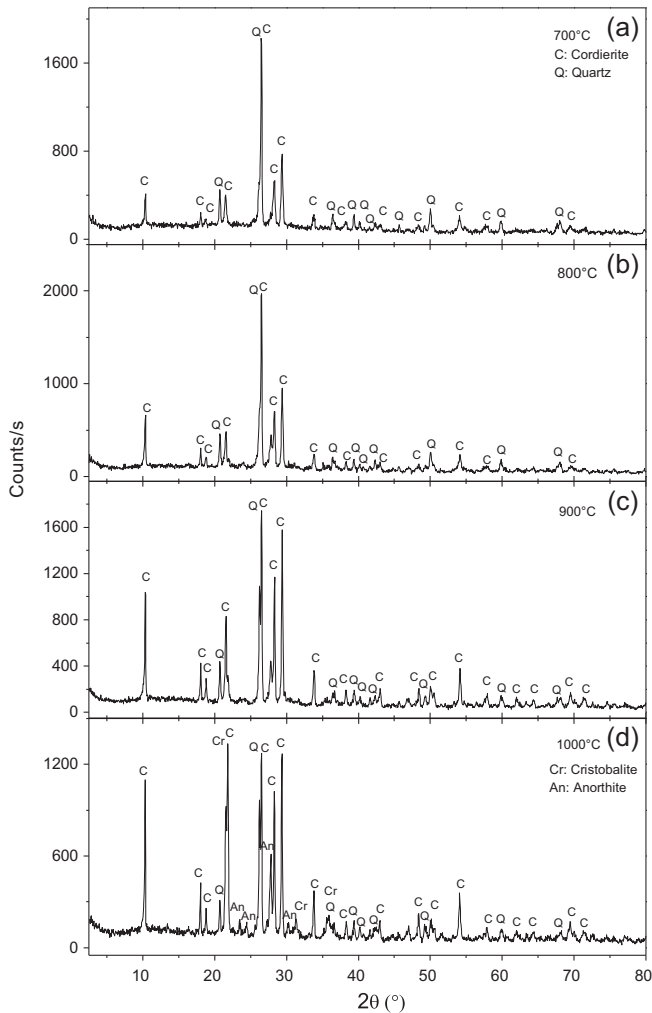 (a)
700°C
C: Cordierite
Q: Quartz
Q C
C
C
C
C C
Q
C
C
Q
C
C
Q
Q
Q
C
Q
Q
C
C
Q
Q
C
1600
800
0
(b)
800°C
Q C
C
C
C
C
C
Q
C
C
Q
C
Q
Q
Q
C
C
Q
C
C
Q
Q
C
2000
1000
0
(c)
900°C
Q C
C
C
C
C
C
C
Q
C
Q
C
Q
Q
Q
C
C
Q
C
C
C
Q
C
C
Q
C
C
1600
1200
800
400
0
(d)
1000°C
Cr: Cristobalite
An: Anorthite
Cr C
Q C
C
C
C
C
C
Q
An
An
An
An
Cr
C
Cr
Q
C
Q
Q
Q
C
C
Q
C
C
C
Q
C
C
Q
C
C
1200
600
0
Counts/s
10 20 30 40 50 60 70 80
2θ (°)